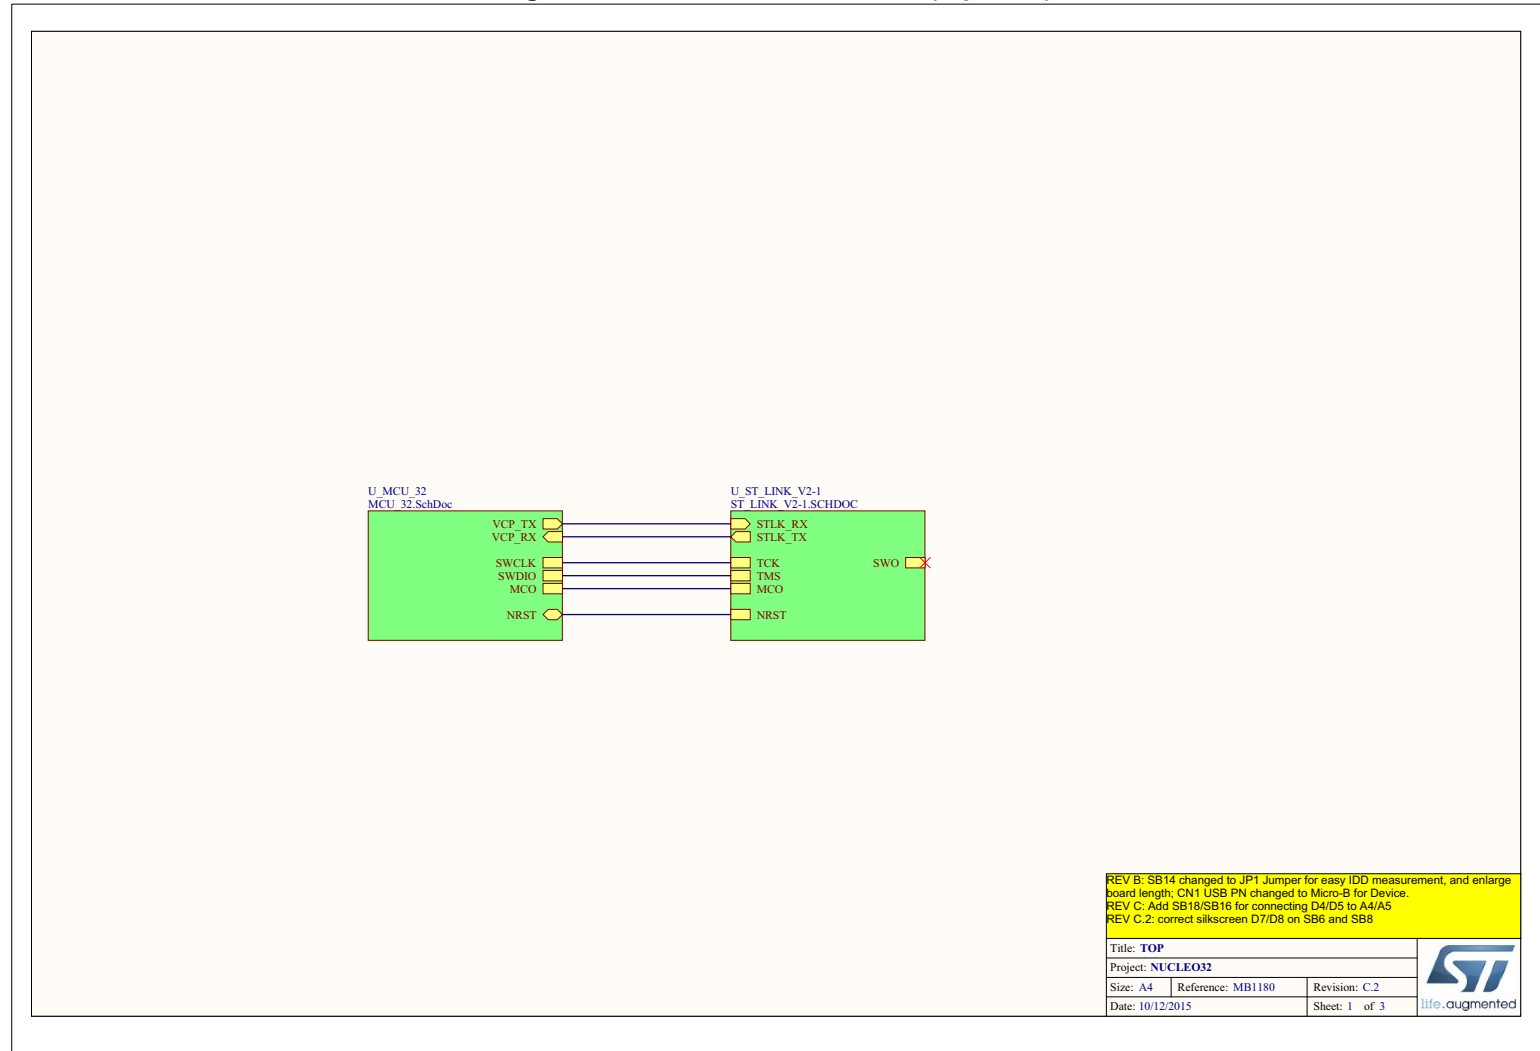 U_MCU_32
MCU_32.SchDoc
VCP_TX
VCP_RX
SWCLK
SWDIO
MCO
NRST
U_ST_LINK_V2-1
ST_LINK_V2-1.SCHDOC
STLK_RX
STLK_TX
TCK
TMS
MCO
NRST
SWO
REV B: SB14 changed to JP1 Jumper for easy IDD measurement, and enlarge
board length; CN1 USB PN changed to Micro-B for Device.
REV C: Add SB18/SB16 for connecting D4/D5 to A4/A5
REV C.2: correct silkscreen D7/D8 on SB6 and SB8
Title: TOP
Project: NUCLEO32
Size: A4 Reference: MB1180 Revision: C.2
Date: 10/12/2015 Sheet: 1 of 3
ST
life.augmented